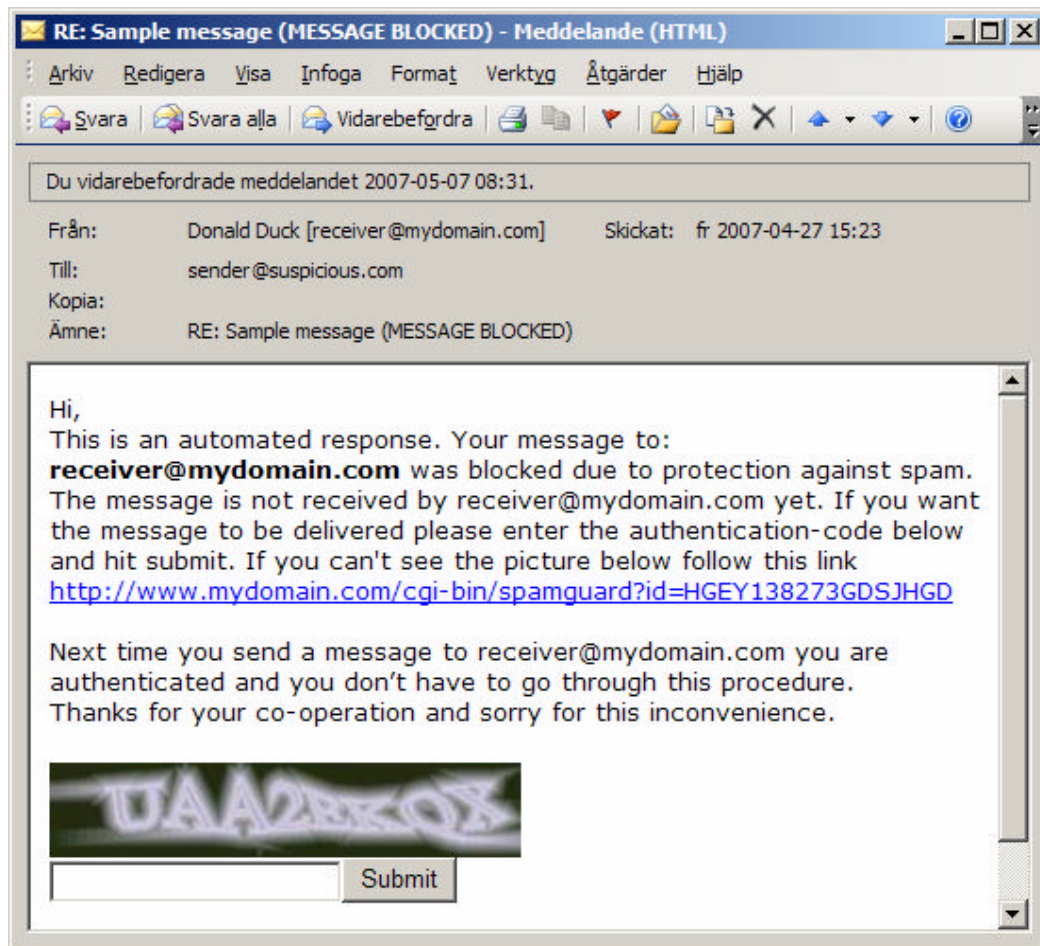 RE: Sample message (MESSAGE BLOCKED) - Meddelande (HTML)
Arkiv Redigera Visa Infoga Format Verktyg Åtgärder Hjälp
Svara Svara alla Vidarebefordra
Du vidarebefordrade meddelandet 2007-05-07 08:31.
Från: Donald Duck [receiver@mydomain.com] Skickat: fr 2007-04-27 15:23
Till: sender@suspicious.com
Kopia:
Ämne: RE: Sample message (MESSAGE BLOCKED)
Hi,
This is an automated response. Your message to:
receiver@mydomain.com was blocked due to protection against spam.
The message is not received by receiver@mydomain.com yet. If you want
the message to be delivered please enter the authentication-code below
and hit submit. If you can't see the picture below follow this link
http://www.mydomain.com/cgi-bin/spamguard?id=HGEY138273GDSJHGD
Next time you send a message to receiver@mydomain.com you are
authenticated and you don't have to go through this procedure.
Thanks for your co-operation and sorry for this inconvenience.
Submit